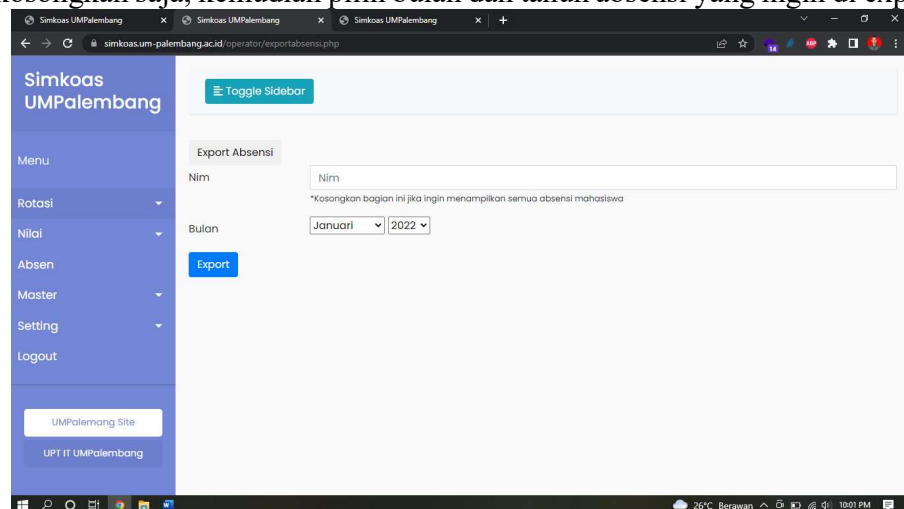 kosongkan saja, kemudian pilih bulan dan tahun absensi yang ingin di
Simkoas UMPalembang
Simkoas UMPalembang
Simkoas UMPalembang
simkoas.um-palembang.ac.id/operator/exportabsensi.php
14
ABP
Simkoas
UMPalembang
Toggle Sidebar
Menu
Rotasi
Nilai
Absen
Master
Setting
Logout
UMPalemang Site
UPT IT UMPalembang
Export Absensi
Nim
Nim
*Kosongkan bagian ini jika ingin menampilkan semua absensi mahasiswa
Bulan
Januari
2022
Export
26°C Berawan
10:01 PM